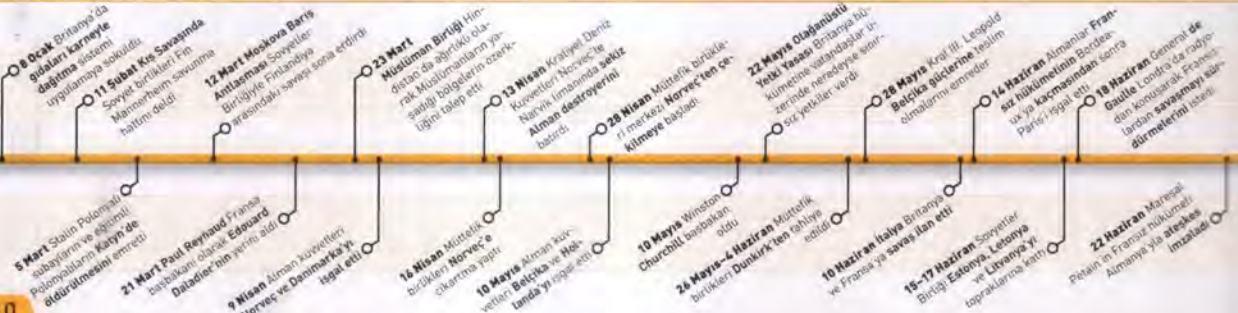 8 Ocak Britanya'da
gıdaları karneyle
dağıtma sistemi
uygulamaya sokuldu
11 Şubat Kış Savaşında
Sovyet birlikleri Fin
Mannerheim savunma
hattını deldi
12 Mart Moskova Barış
Antlaşması Sovyetler
Birliğiyle Finlandiya
arasındaki savaşı sona erdirdi
23 Mart
Müslüman Birliği Hin-
distan'da ağırlıklı ola-
rak Müslümanların ya-
şadığı bölgelerin özerk-
liğini talep etti
13 Nisan Kraliyet Deniz
Kuvvetleri Norveç'te
Narvik limanında sekiz
Alman destroyerini
batırdı
28 Nisan Müttefik birlikle-
ri merkezi Norveç'ten çe-
kilmeye başladı
22 Mayıs Olağanüstü
Yetki Yasası Britanya hü-
kümetine vatandaşlar ü-
zerinde neredeyse sınır-
sız yetkiler verdi
28 Mayıs Kral III. Leopold
Belçika güçlerine teslim
olmalarını emreder
14 Haziran Almanlar Fran-
sız hükümetinin Bordea-
ux'ya kaçmasından sonra
Paris'i işgal etti
18 Haziran General de
Gaulle Londra'da radyo-
dan konuşarak Fransız-
lardan savaşmayı sür-
dürmelerini istedi
5 Mart Stalin Polonyalı
subayların ve eğitimli
Polonyalıların Katyn'de
öldürülmesini emretti
21 Mart Paul Reynaud Fransa
başbakanı olarak Edouard
Daladier'nin yerini aldı
9 Nisan Alman kuvvetleri
Norveç ve Danimarka'yı
işgal etti
14 Nisan Müttefik
birlikleri Norveç'e
çıkartma yaptı
10 Mayıs Alman kuv-
vetleri Belçika ve Hol-
landa'yı işgal etti
10 Mayıs Winston
Churchill başbakan
oldu
26 Mayıs–4 Haziran Müttefik
birlikleri Dunkirk'ten tahliye
edildi
10 Haziran İtalya Britanya
ve Fransa'ya savaş ilan etti
15–17 Haziran Sovyetler
Birliği Estonya, Letonya
ve Litvanya'yı
topraklarına kattı
22 Haziran Mareşal
Petain'in Fransız hükümeti
Almanya'yla ateşkes
imzaladı